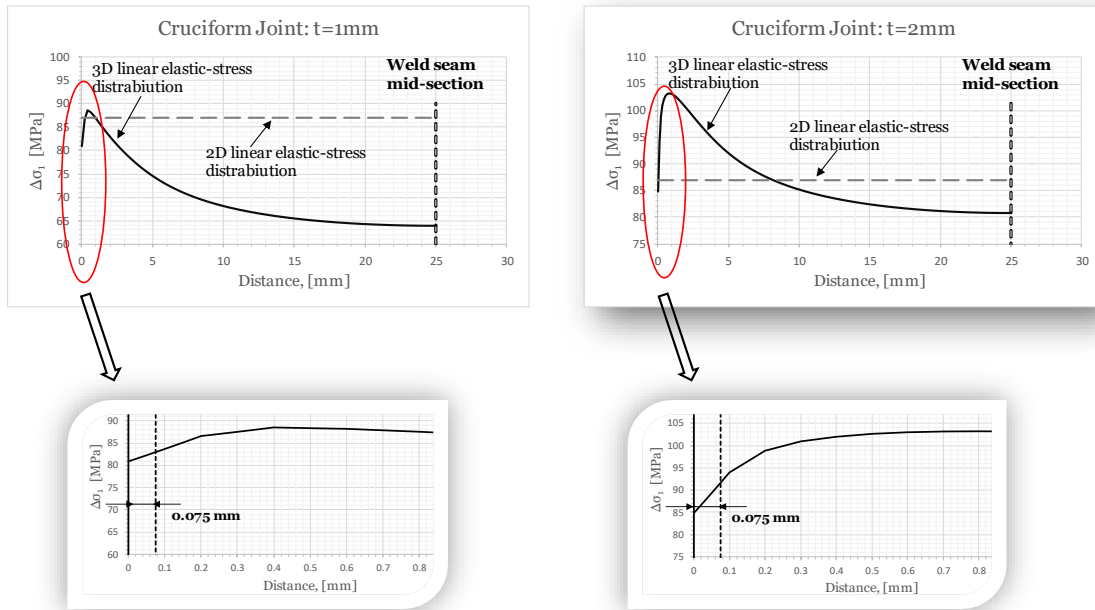 Cruciform Joint: t=1mm
100
95
90
85
80
75
70
65
60
0
5
10
15
20
25
30
Δσ1 [MPa]
Distance, [mm]
3D linear elastic-stress
distrabiution
2D linear elastic-stress
distrabiution
Weld seam
mid-section
Cruciform Joint: t=2mm
110
105
100
95
90
85
80
75
0
5
10
15
20
25
30
Δσ1 [MPa]
Distance, [mm]
3D linear elastic-stress
distrabiution
2D linear elastic-stress
distrabiution
Weld seam
mid-section
90
85
80
75
70
65
60
0
0.1
0.2
0.3
0.4
0.5
0.6
0.7
0.8
Δσ1 [MPa]
Distance, [mm]
0.075 mm
105
100
95
90
85
80
75
0
0.1
0.2
0.3
0.4
0.5
0.6
0.7
0.8
Δσ1 [MPa]
Distance, [mm]
0.075 mm